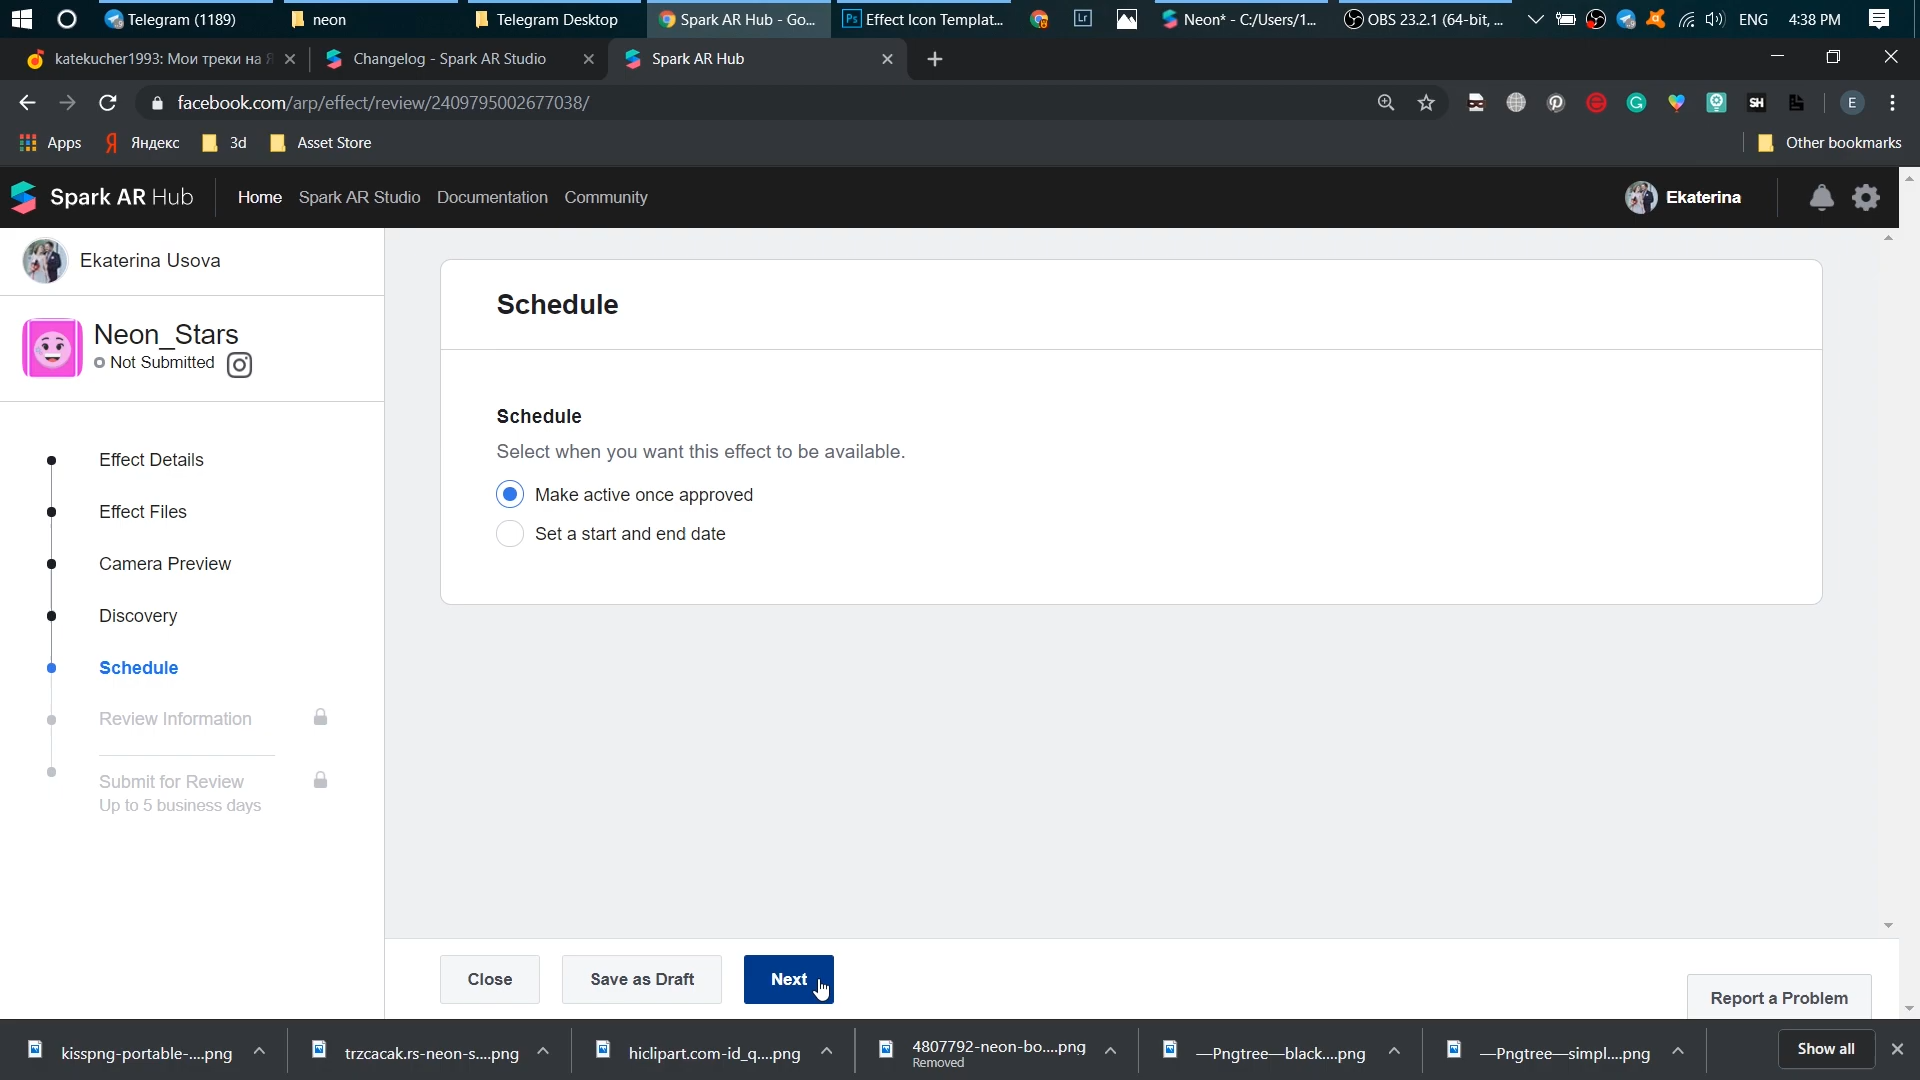 Telegram (1189)
neon
Telegram Desktop
Spark AR Hub - Go...
Ps Effect Icon Templat...
Lr
Neon* - C:/Users/1...
OBS 23.2.1 (64-bit, ...
ENG
4:38 PM
katekucher1993: Мои треки на Я
Changelog - Spark AR Studio
Spark AR Hub
facebook.com/arp/effect/review/2409795002677038/
SH
E
Apps
Я Яндекс
3d
Asset Store
Other bookmarks
Spark AR Hub
Home
Spark AR Studio
Documentation
Community
Ekaterina
Ekaterina Usova
Neon_Stars
Not Submitted
Effect Details
Effect Files
Camera Preview
Discovery
Schedule
Review Information
Submit for Review
Up to 5 business days
Schedule
Schedule
Select when you want this effect to be available.
Make active once approved
Set a start and end date
Close
Save as Draft
Next
Report a Problem
kisspng-portable-....png
trzcacak.rs-neon-s....png
hiclipart.com-id_q....png
4807792-neon-bo....png
Removed
—Pngtree—black....png
—Pngtree—simpl....png
Show all